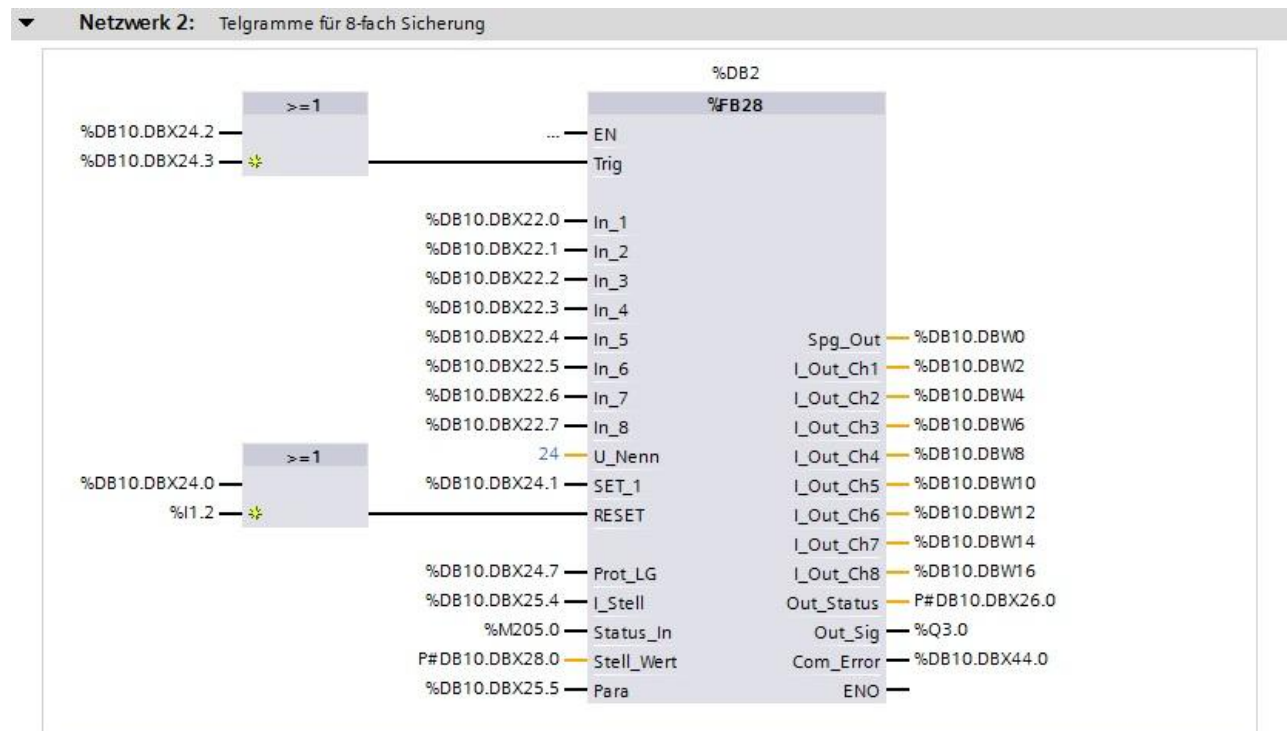 Netzwerk 2: Telgramme für 8-fach Sicherung
%DB2
>=1 %FB28
%DB10.DBX24.2 ... EN
%DB10.DBX24.3 Trig
%DB10.DBX22.0 In_1
%DB10.DBX22.1 In_2
%DB10.DBX22.2 In_3
%DB10.DBX22.3 In_4
%DB10.DBX22.4 In_5 Spg_Out %DB10.DBW0
%DB10.DBX22.5 In_6 I_Out_Ch1 %DB10.DBW2
%DB10.DBX22.6 In_7 I_Out_Ch2 %DB10.DBW4
%DB10.DBX22.7 In_8 I_Out_Ch3 %DB10.DBW6
>=1 24 U_Nenn I_Out_Ch4 %DB10.DBW8
%DB10.DBX24.0 %DB10.DBX24.1 SET_1 I_Out_Ch5 %DB10.DBW10
%I1.2 RESET I_Out_Ch6 %DB10.DBW12
I_Out_Ch7 %DB10.DBW14
%DB10.DBX24.7 Prot_LG I_Out_Ch8 %DB10.DBW16
%DB10.DBX25.4 I_Stell Out_Status P#DB10.DBX26.0
%M205.0 Status_In Out_Sig %Q3.0
P#DB10.DBX28.0 Stell_Wert Com_Error %DB10.DBX44.0
%DB10.DBX25.5 Para ENO